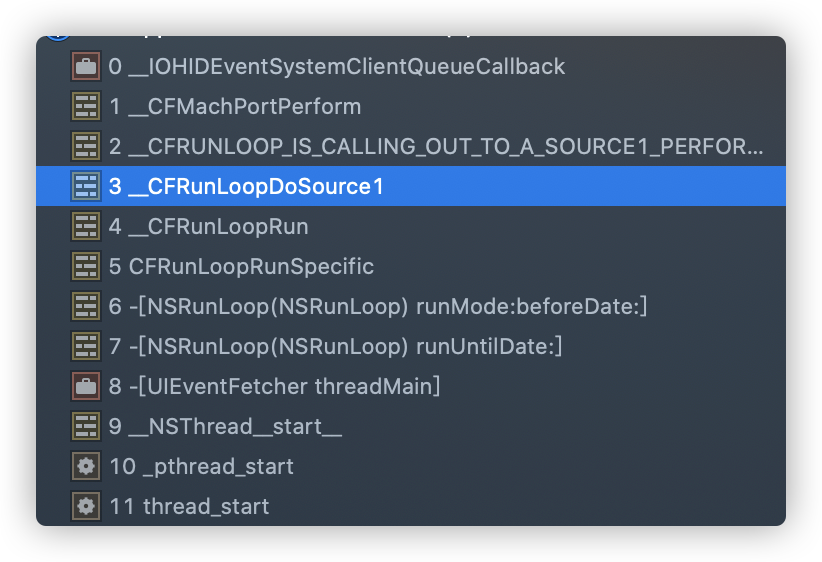 0 __IOHIDEventSystemClientQueueCallback
1 __CFMachPortPerform
2 __CFRUNLOOP_IS_CALLING_OUT_TO_A_SOURCE1_PERFOR...
3 __CFRunLoopDoSource1
4 __CFRunLoopRun
5 CFRunLoopRunSpecific
6 -[NSRunLoop(NSRunLoop) runMode:beforeDate:]
7 -[NSRunLoop(NSRunLoop) runUntilDate:]
8 -[UIEventFetcher threadMain]
9 __NSThread__start__
10 _pthread_start
11 thread_start